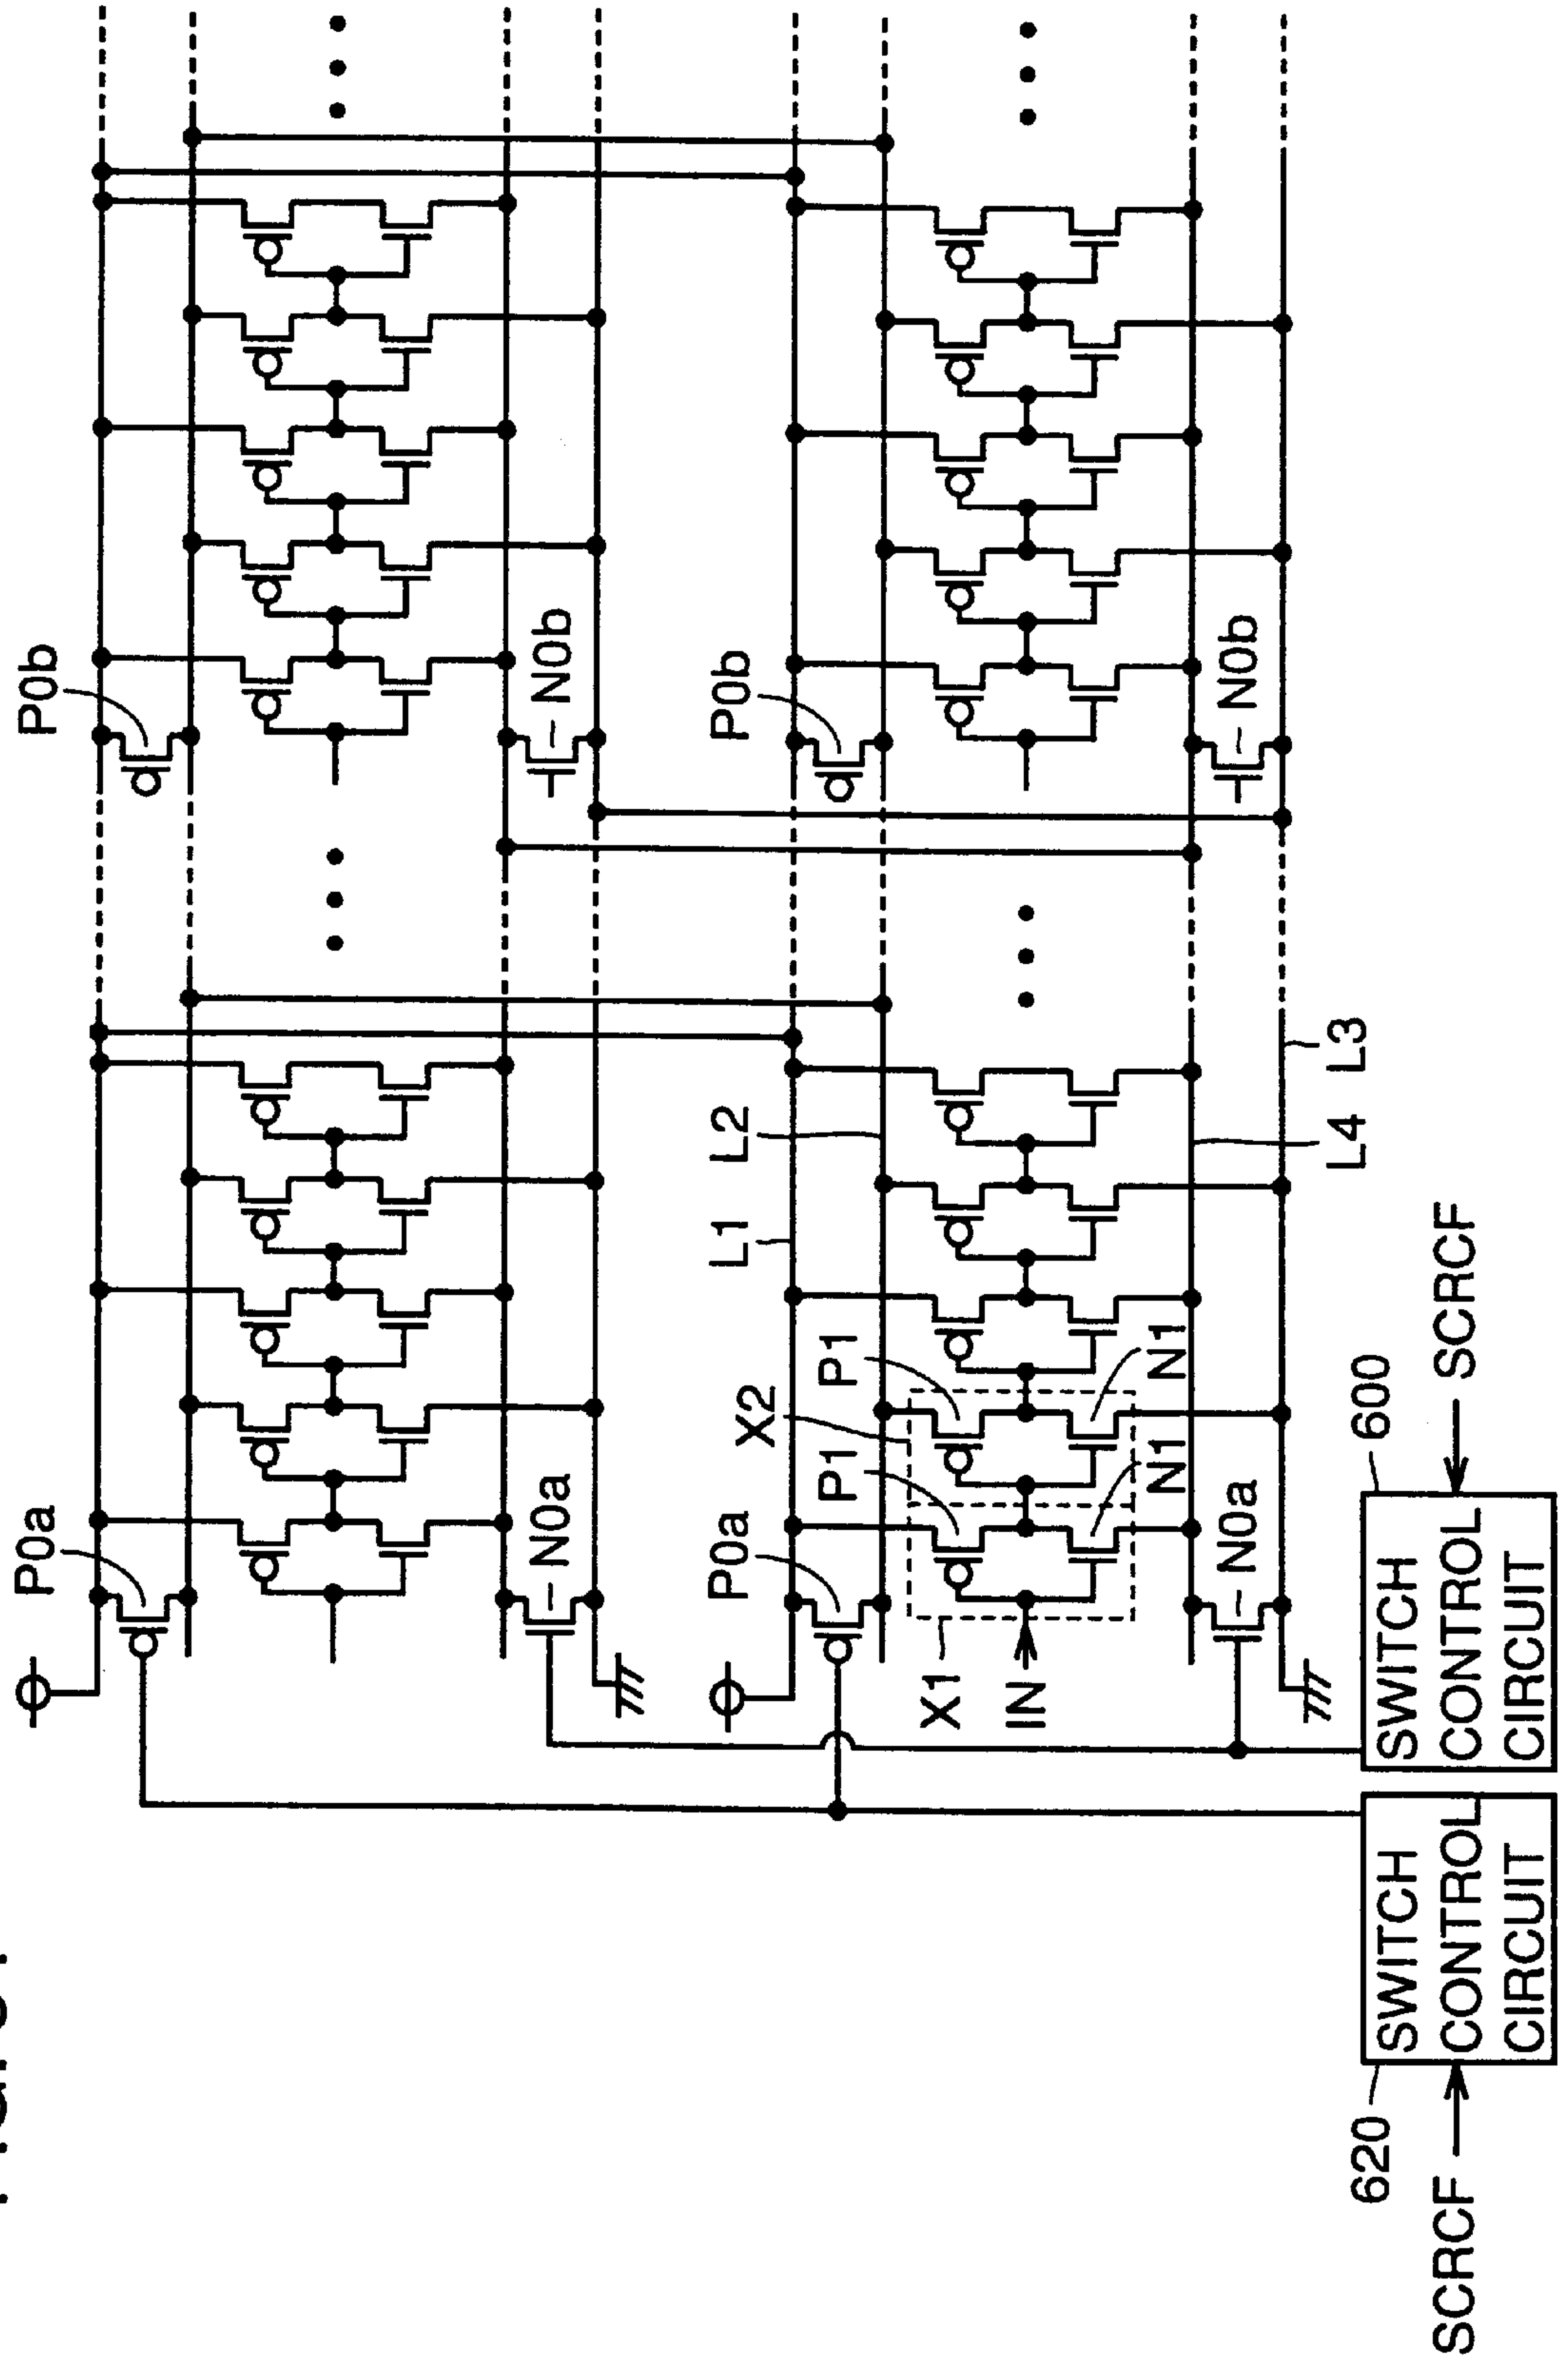 P0a
P0b
N0a
N0b
P0a
P0b
L1
L2
X2
P1
P1
X1
IN
N1
N1
N0a
N0b
L4
L3
620
SWITCH
CONTROL
CIRCUIT
SCRCF
600
SWITCH
CONTROL
CIRCUIT
SCRCF